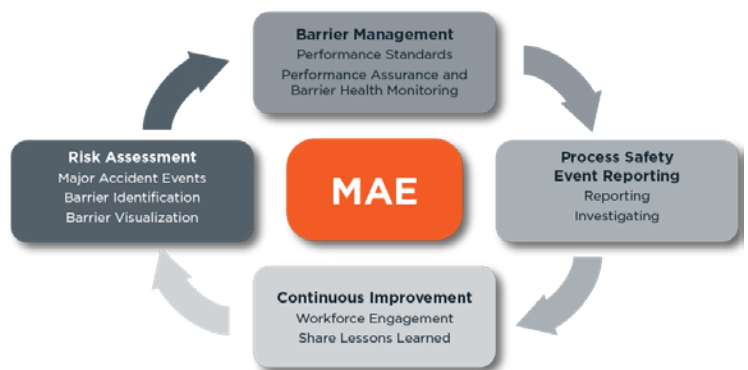 Barrier Management
Performance Standards
Performance Assurance and
Barrier Health Monitoring
Risk Assessment
Major Accident Events
Barrier Identification
Barrier Visualization
MAE
Process Safety
Event Reporting
Reporting
Investigating
Continuous Improvement
Workforce Engagement
Share Lessons Learned